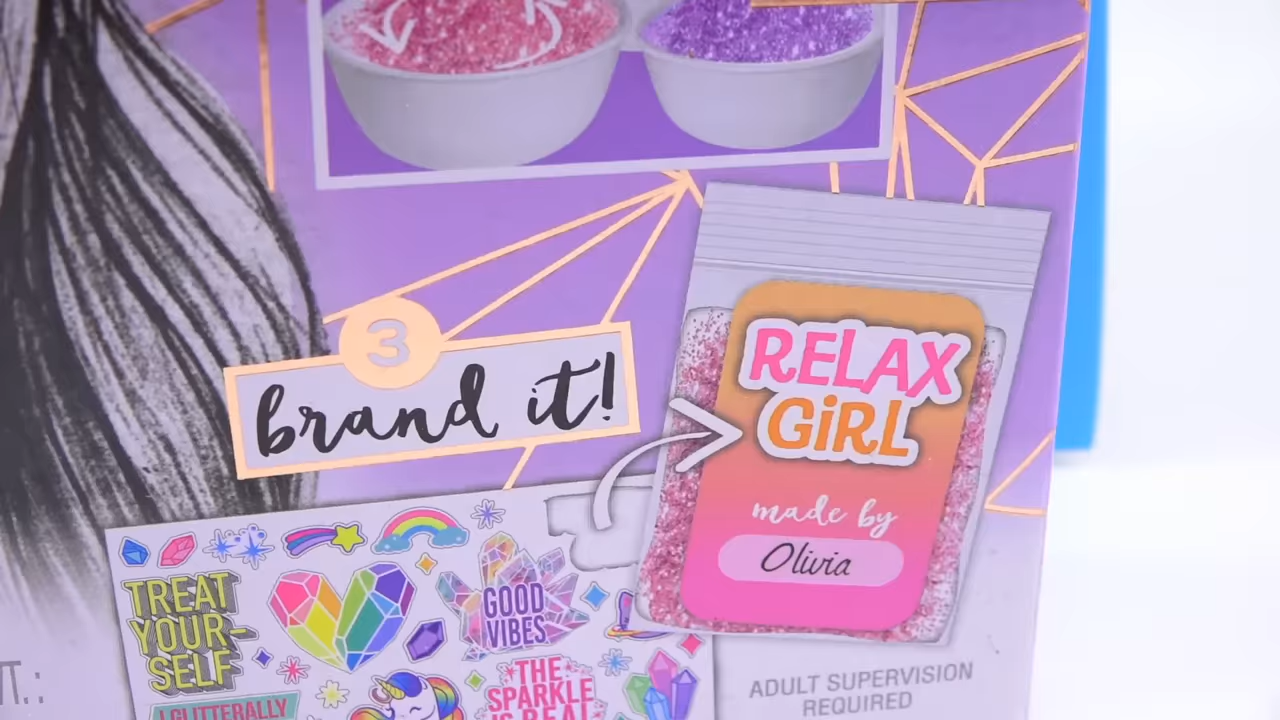 3
brand it!
RELAX
GiRL
made by
Olivia
TREAT
YOUR-
SELF
GOOD
VIBES
THE
SPARKLE
IS REAL
I GLITTERALLY
ADULT SUPERVISION
REQUIRED